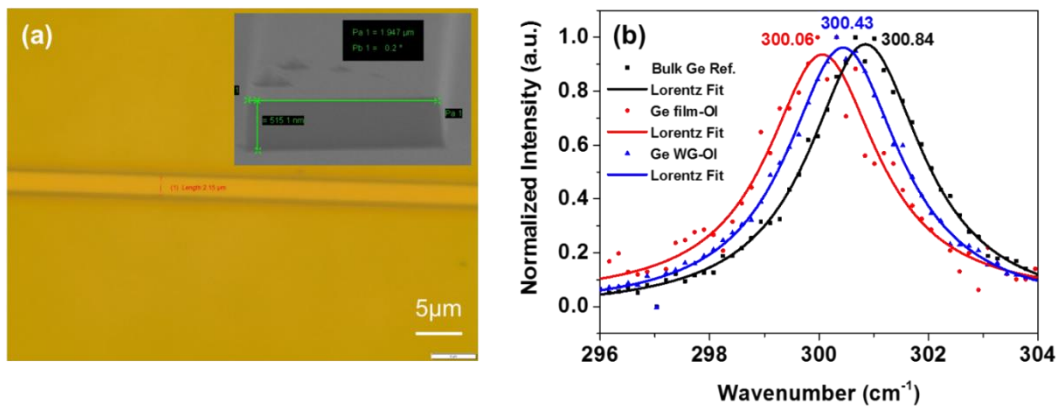 (a)
Pa 1 = 1.947 µm
Pb 1 = 0.2 °
1
Pa 1
= 515.1 nm
(1) Length 2.15 µm
5µm
(b)
300.43
300.06
300.84
Bulk Ge Ref.
Lorentz Fit
Ge film-OI
Lorentz Fit
Ge WG-OI
Lorentz Fit
Normalized Intensity (a.u.)
1.0
0.8
0.6
0.4
0.2
0.0
296 298 300 302 304
Wavenumber (cm⁻¹)